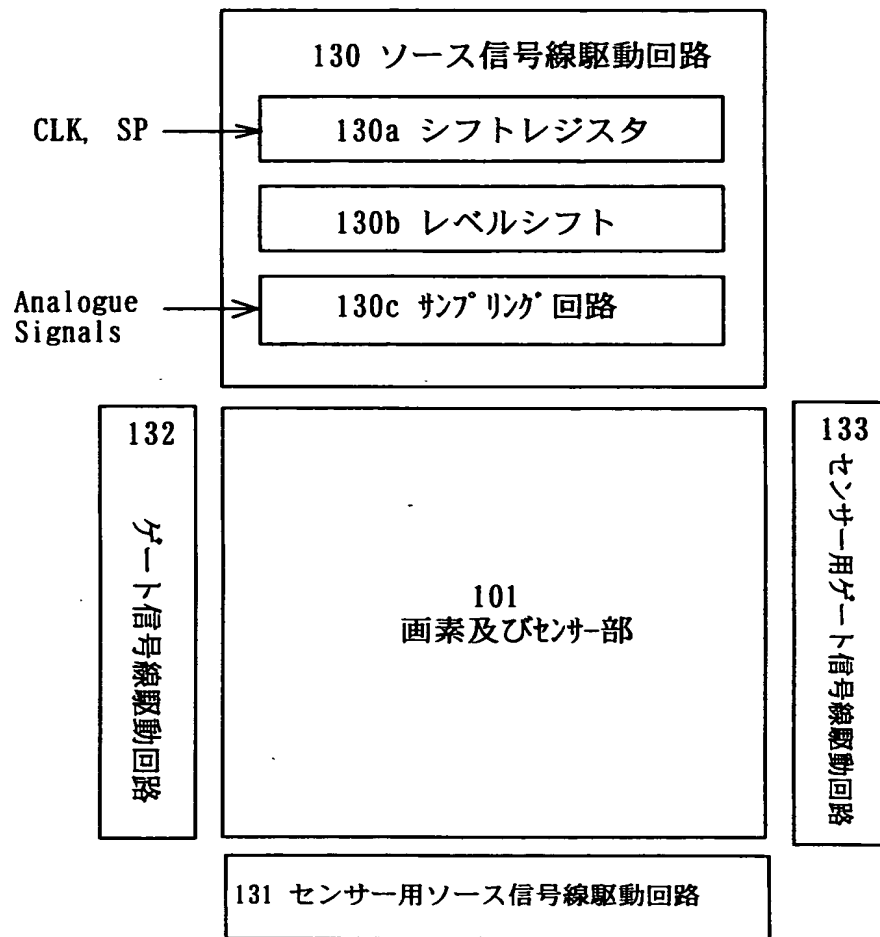 130 ソース信号線駆動回路
CLK, SP
130a シフトレジスタ
130b レベルシフト
Analogue
Signals
130c サンプリング回路
132
ゲート信号線駆動回路
101
画素及びセンサー部
133
センサー用ゲート信号線駆動回路
131 センサー用ソース信号線駆動回路